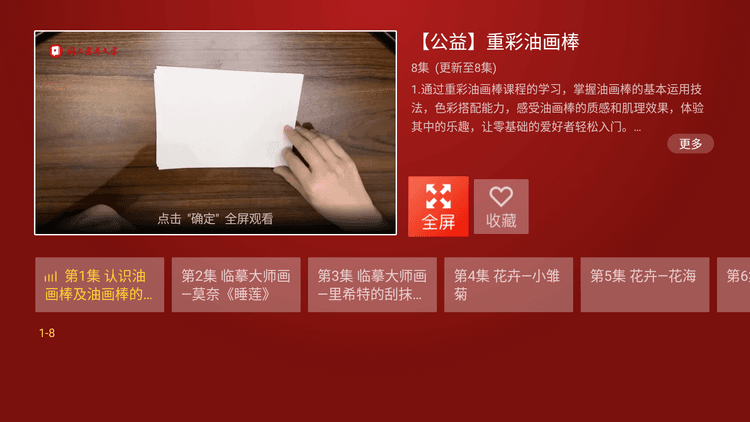 【公益】重彩油画棒
8集 (更新至8集)
1.通过重彩油画棒课程的学习，掌握油画棒的基本运用技
法，色彩搭配能力，感受油画棒的质感和肌理效果，体验
其中的乐趣，让零基础的爱好者轻松入门。...
更多
点击 "确定" 全屏观看
全屏
收藏
第1集 认识油
画棒及油画棒的...
第2集 临摹大师画
—莫奈《睡莲》
第3集 临摹大师画
—里希特的刮抹...
第4集 花卉—小雏
菊
第5集 花卉—花海
第6
1-8